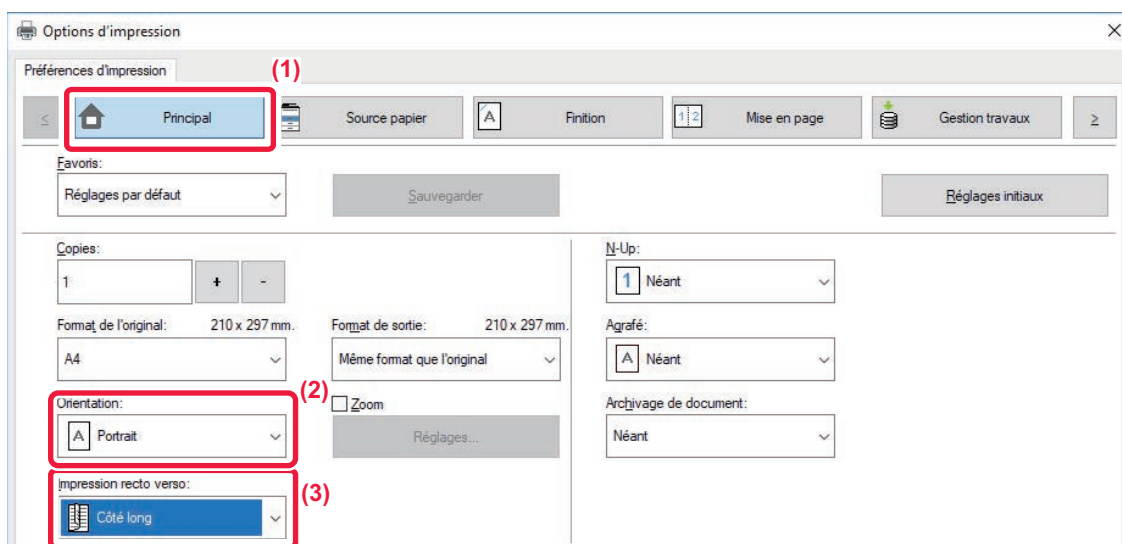 Options d'impression
Préférences d'impression
(1)
<
Principal
Source papier
Finition
Mise en page
Gestion travaux
>
Favoris:
Réglages par défaut
Sauvegarder
Réglages initiaux
Copies:
1
+
-
N-Up:
1 Néant
Format de l'original: 210 x 297 mm.
Format de sortie: 210 x 297 mm.
Agrafé:
A4
Même format que l'original
A Néant
(2)
Orientation:
Zoom
Archivage de document:
A Portrait
Réglages...
Néant
Impression recto verso:
(3)
Côté long